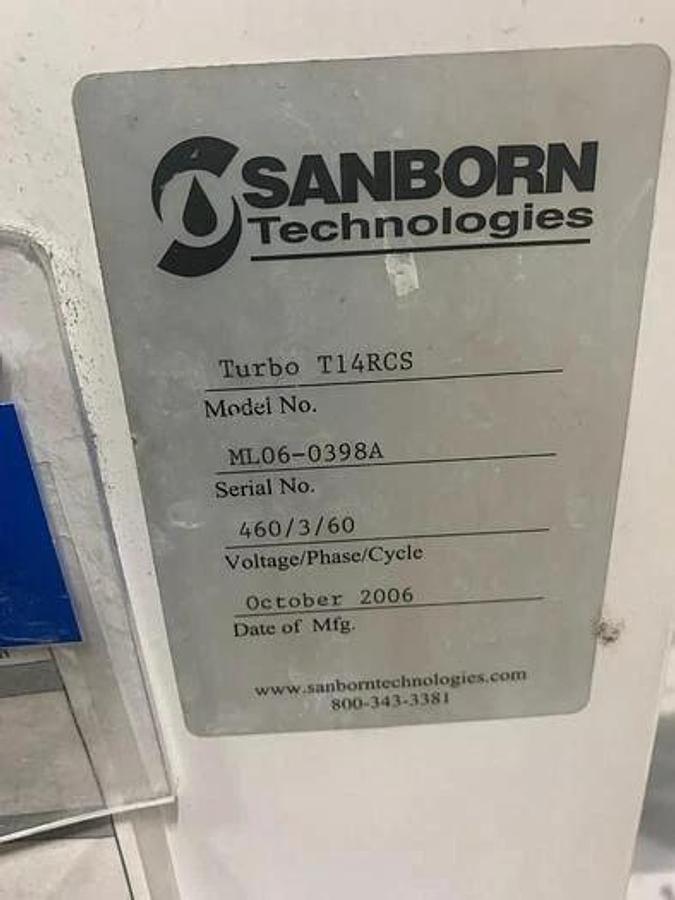 SANBORN
Technologies
Turbo T14RCS
Model No.
ML06-0398A
Serial No.
460/3/60
Voltage/Phase/Cycle
October 2006
Date of Mfg.
www.sanborntechnologies.com
800-343-3381